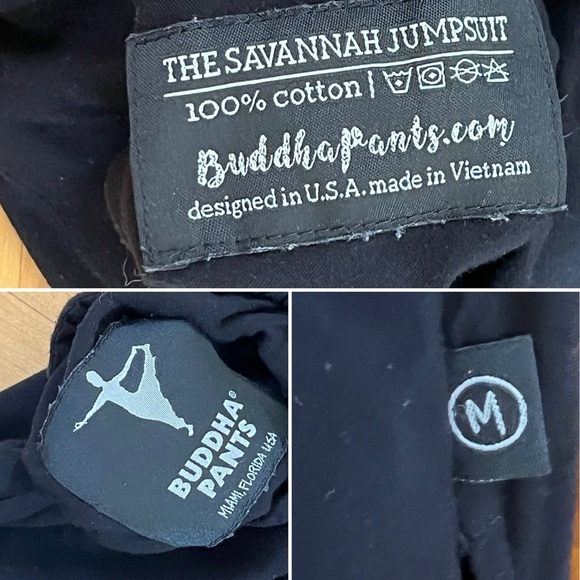 THE SAVANNAH JUMPSUIT
100% cotton |
BuddhaPants.com
designed in U.S.A. made in Vietnam
BUDDHA®
PANTS
MIAMI, FLORIDA USA
M